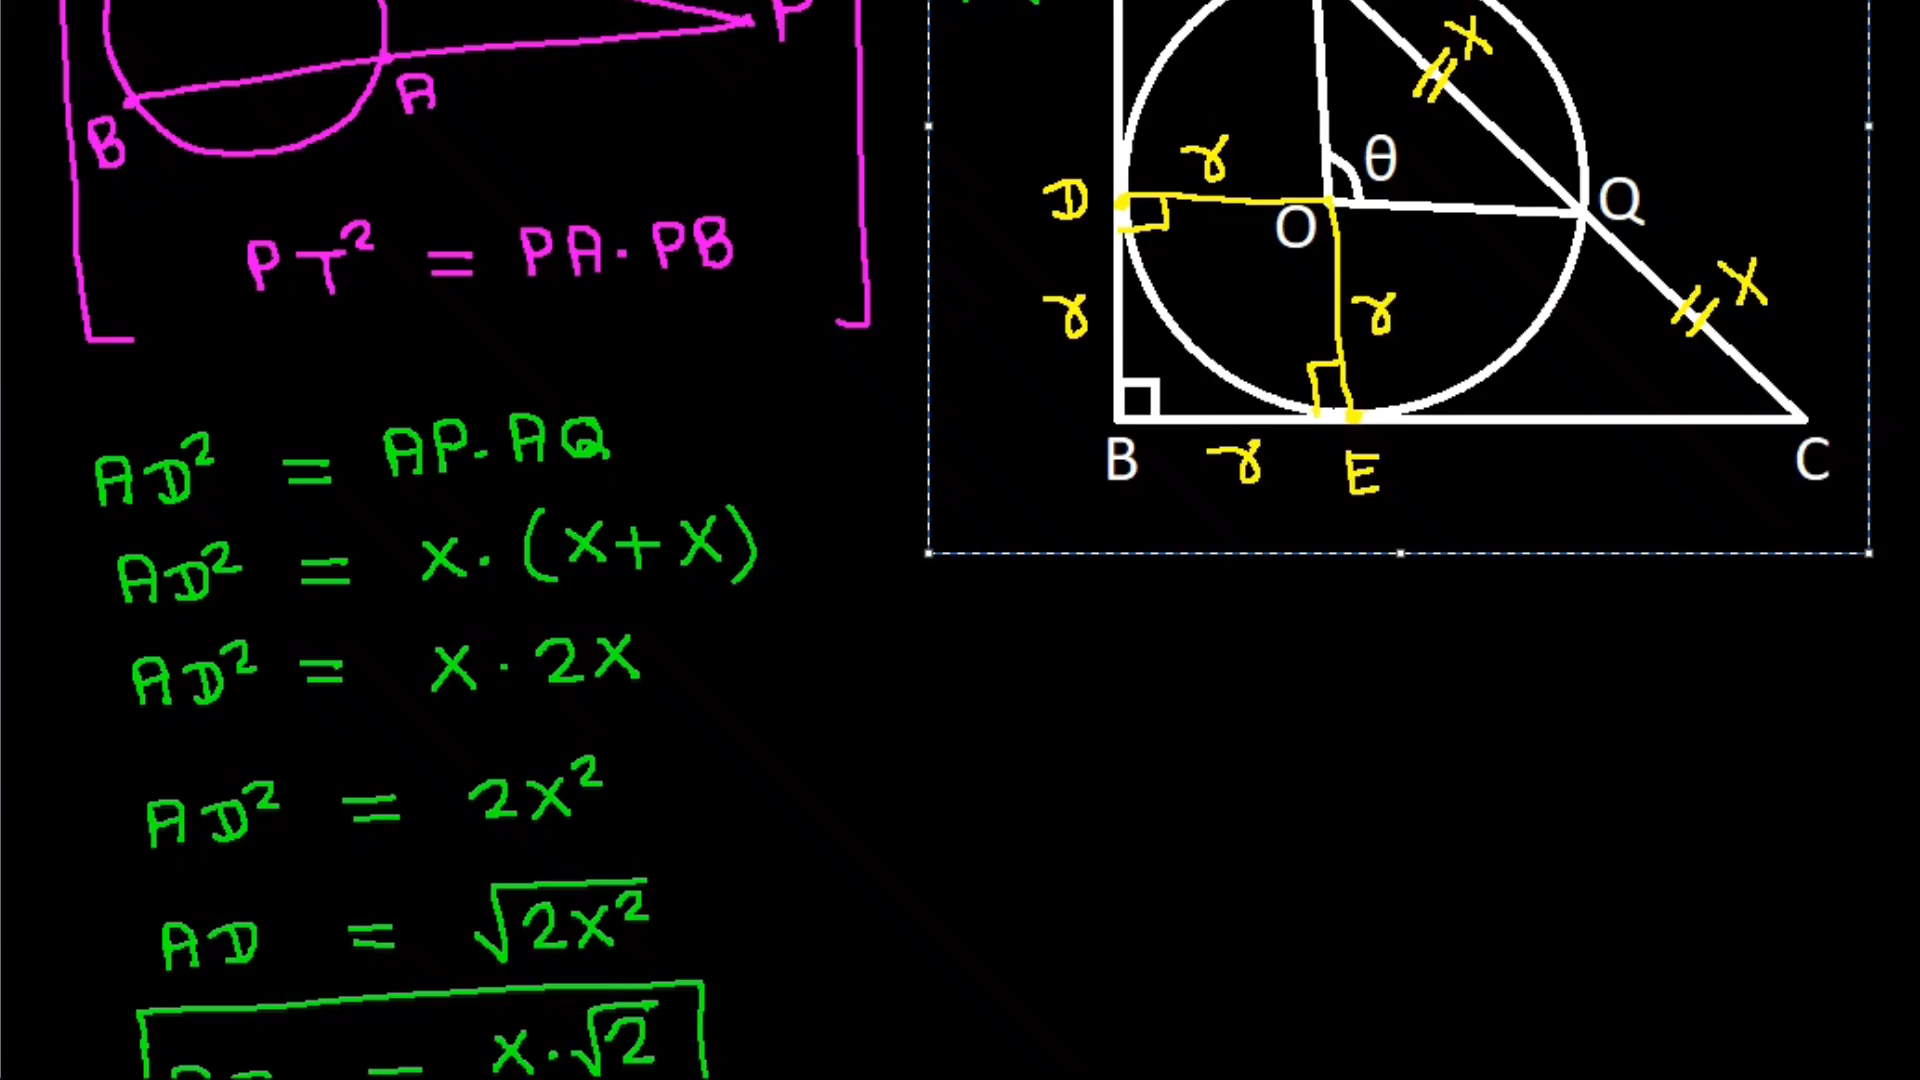 P
A
B
PT² = PA · PB
AD² = AP · AQ
AD² = x · (x + x)
AD² = x · 2x
AD² = 2x²
AD = √2x²
x · √2
x
θ
r
D
O
Q
r
r
x
B
r
E
C